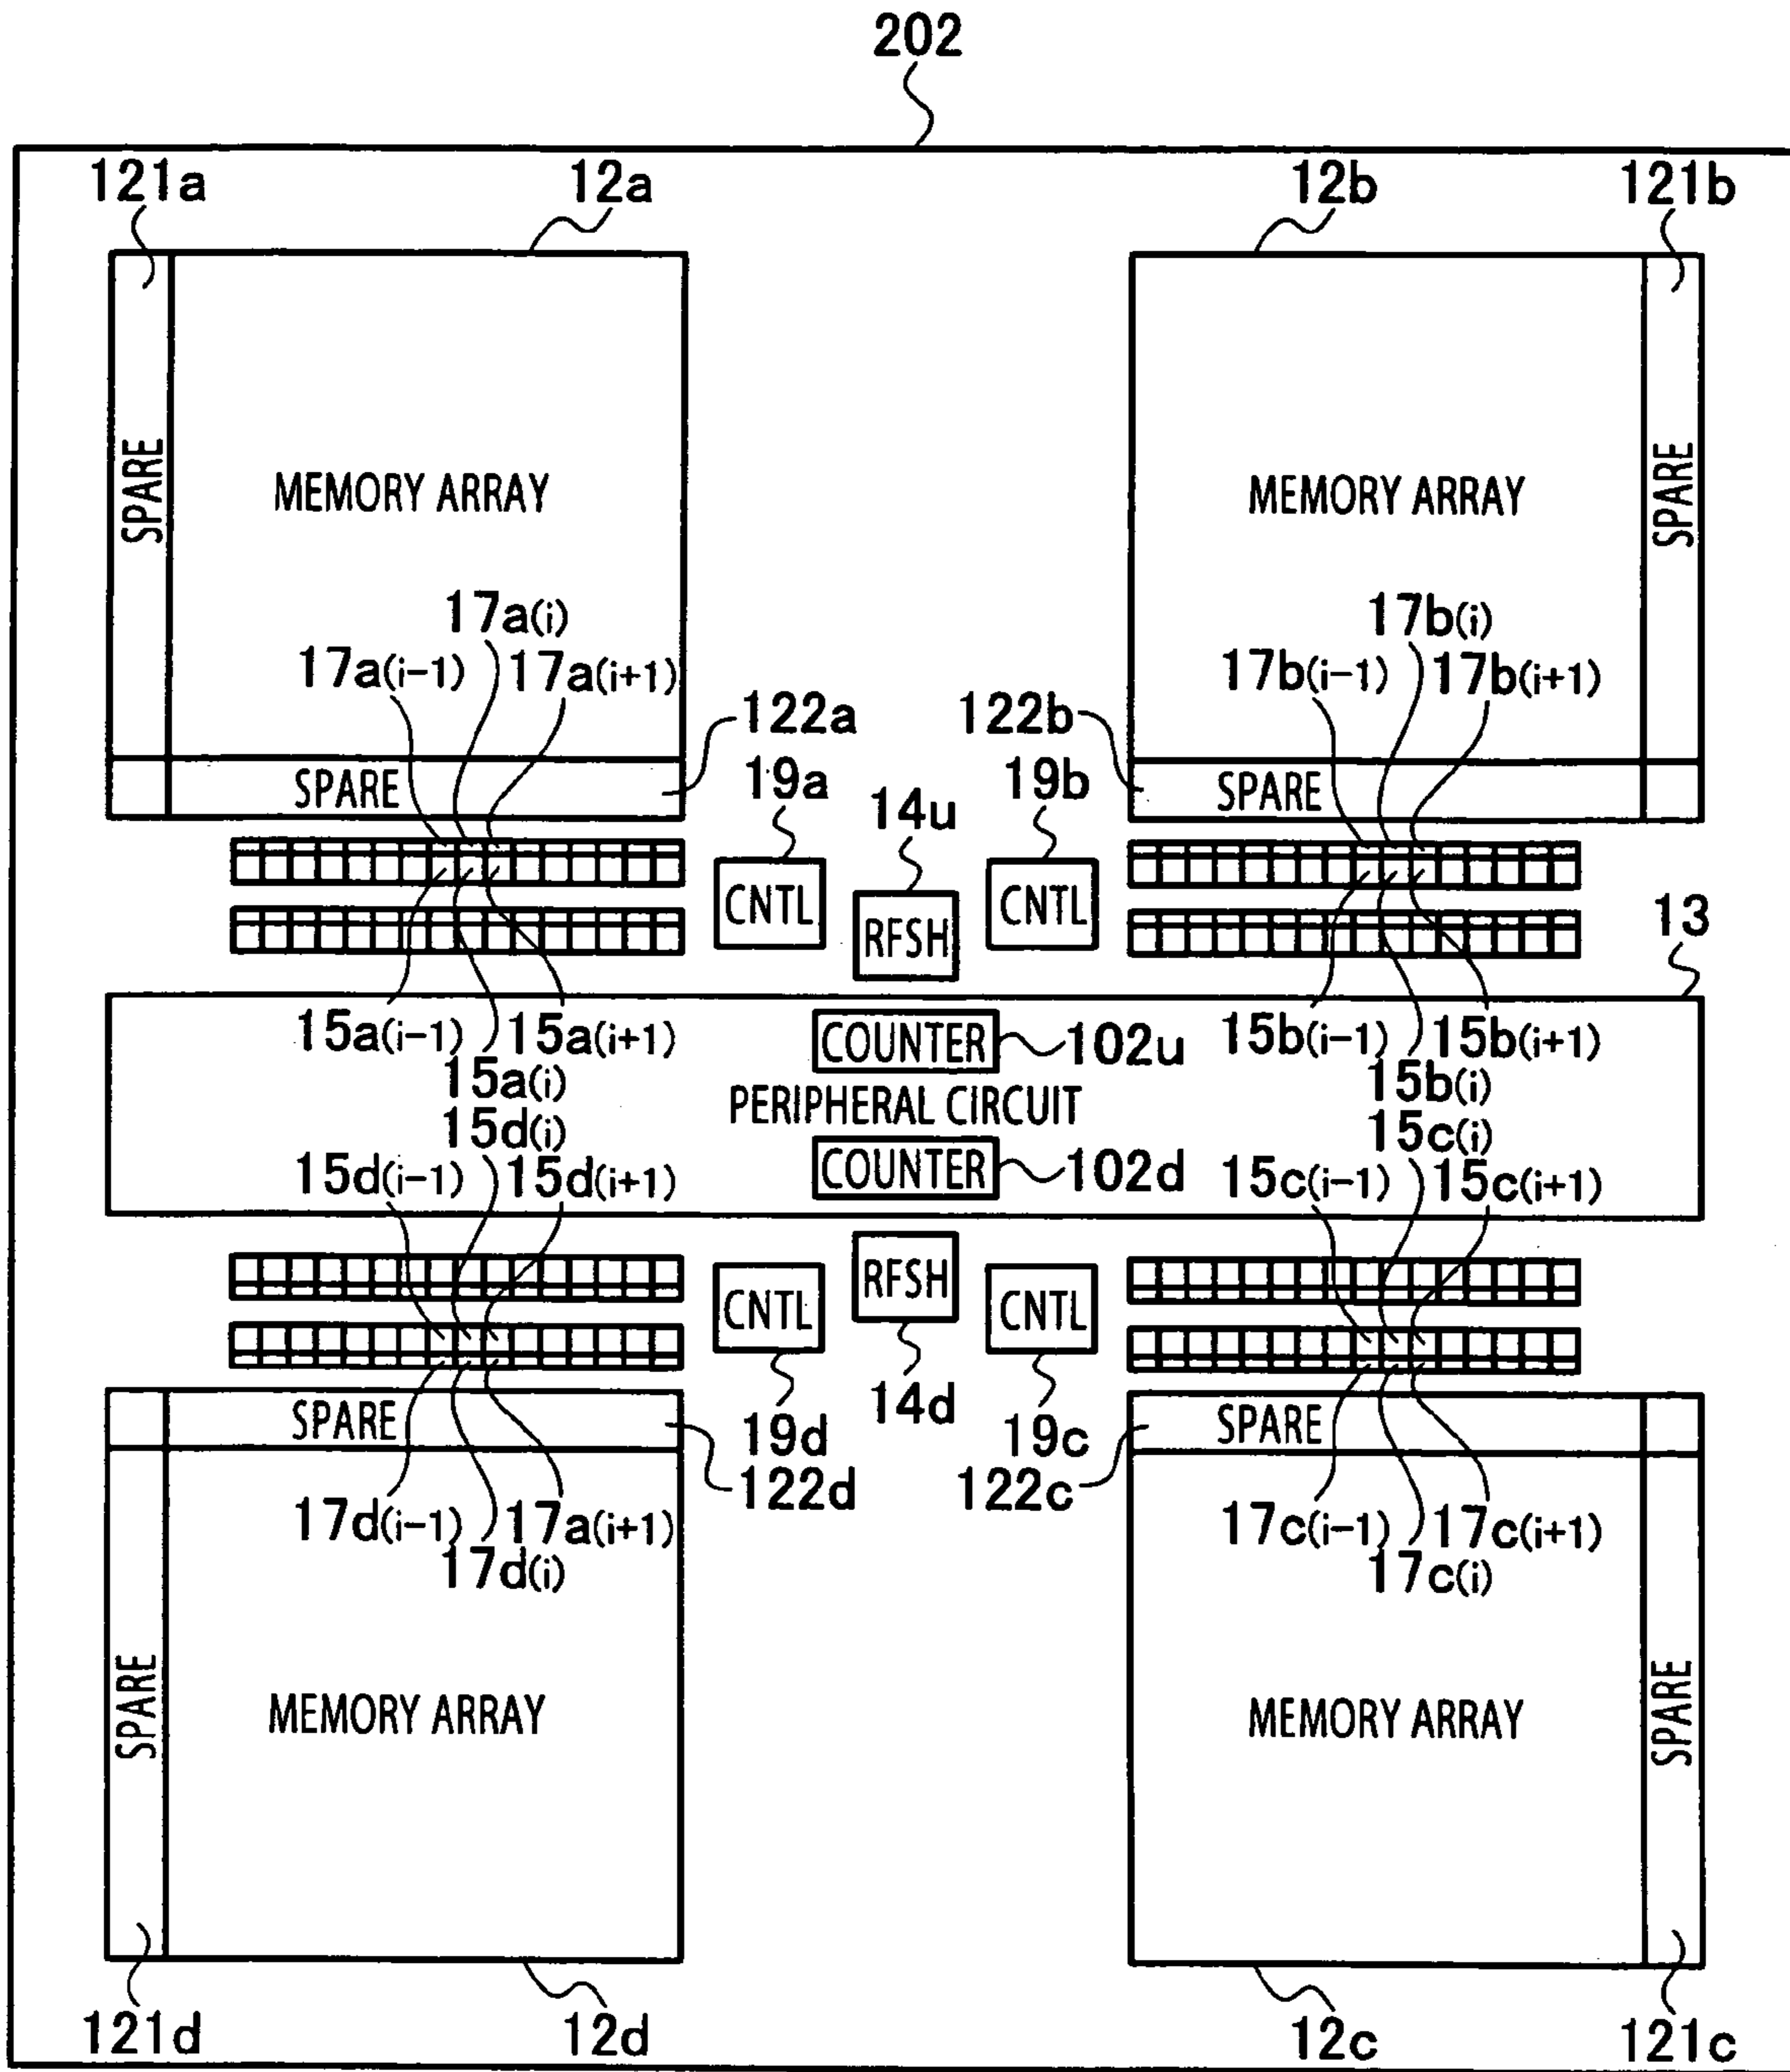 202
121a 12a 12b 121b
SPARE MEMORY ARRAY MEMORY ARRAY SPARE
17a(i) 17b(i)
17a(i-1) 17a(i+1) 17b(i-1) 17b(i+1)
122a 122b
SPARE 19a 19b SPARE
14u
CNTL RFSH CNTL
13
15a(i-1) 15a(i+1) COUNTER 102u 15b(i-1) 15b(i+1)
15a(i) 15b(i)
PERIPHERAL CIRCUIT
15d(i) 15c(i)
15d(i-1) 15d(i+1) COUNTER 102d 15c(i-1) 15c(i+1)
CNTL RFSH CNTL
14d
SPARE 19d 19c SPARE
122d 122c
17d(i-1) 17a(i+1) 17c(i-1) 17c(i+1)
17d(i) 17c(i)
SPARE MEMORY ARRAY MEMORY ARRAY SPARE
121d 12d 12c 121c